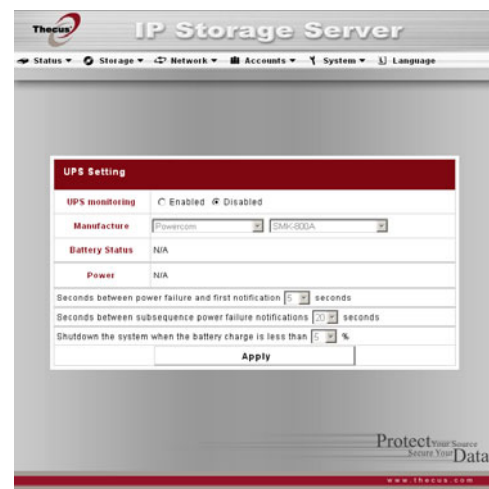 Thecus
IP Storage Server
Status Storage Network Accounts System Language
UPS Setting
UPS monitoring Enabled Disabled
Manufacture Powercom SMK-800A
Battery Status N/A
Power N/A
Seconds between power failure and first notification 5 seconds
Seconds between subsequence power failure notifications 20 seconds
Shutdown the system when the battery charge is less than 5 %
Apply
Protect Your Source
Secure Your Data
www.thecus.com